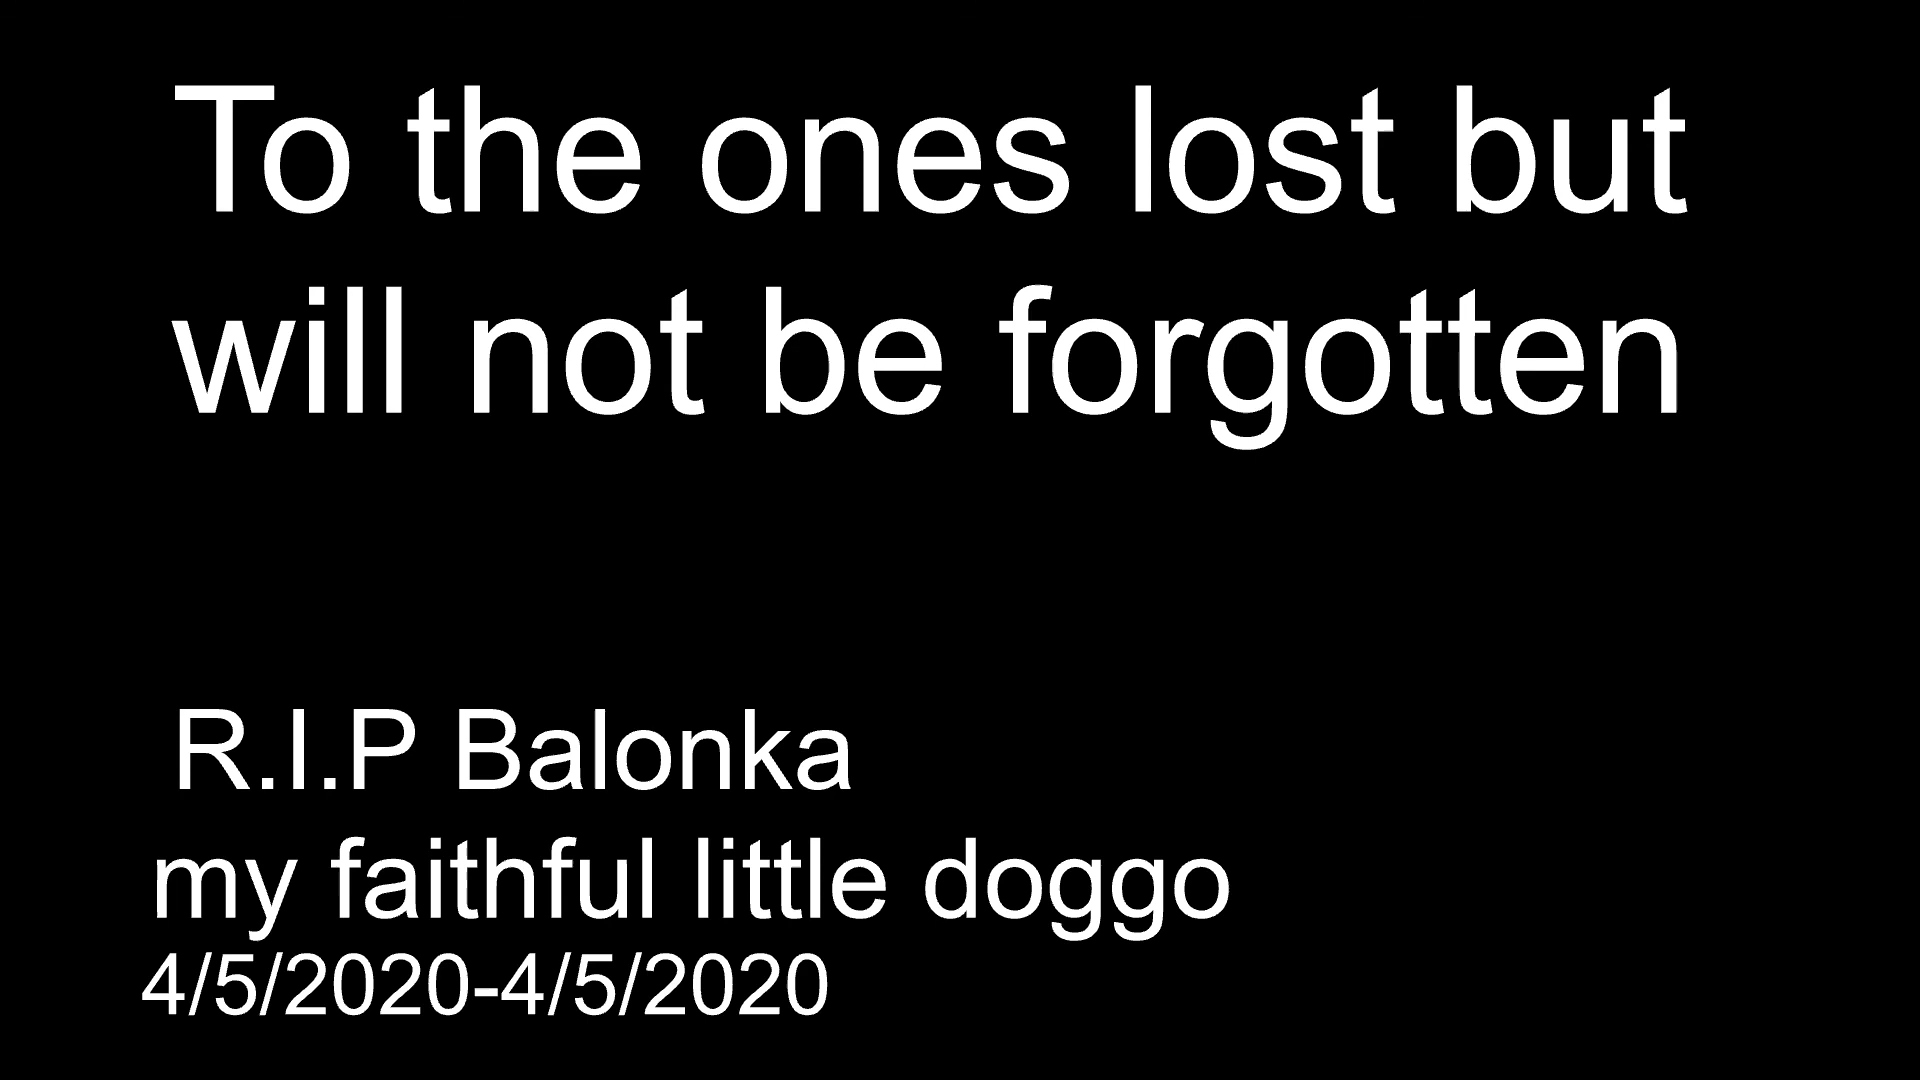 To the ones lost but
will not be forgotten
R.I.P Balonka
my faithful little doggo
4/5/2020-4/5/2020